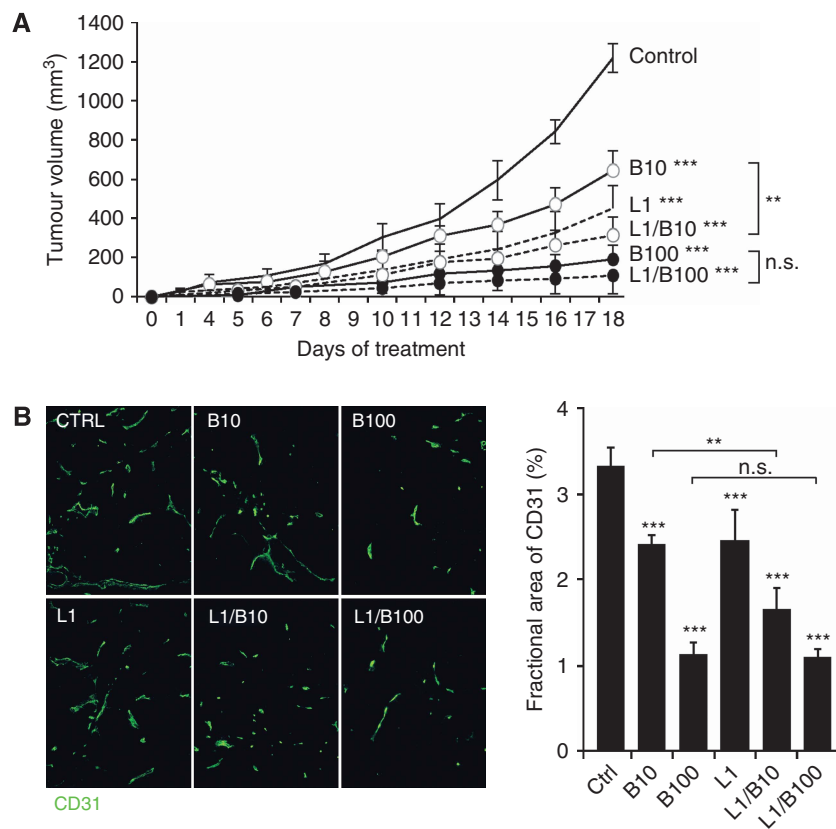 A
Tumour volume (mm3)
1400
1200
1000
800
600
400
200
0
0 1 4 5 6 7 8 10 11 12 13 14 15 16 17 18
Days of treatment
Control
B10 ***
L1 ***
L1/B10 ***
B100 ***
L1/B100 ***
**
n.s.
B
CTRL
B10
B100
L1
L1/B10
L1/B100
CD31
Fractional area of CD31 (%)
4
3
2
1
0
**
n.s.
***
***
***
***
***
Ctrl
B10
B100
L1
L1/B10
L1/B100